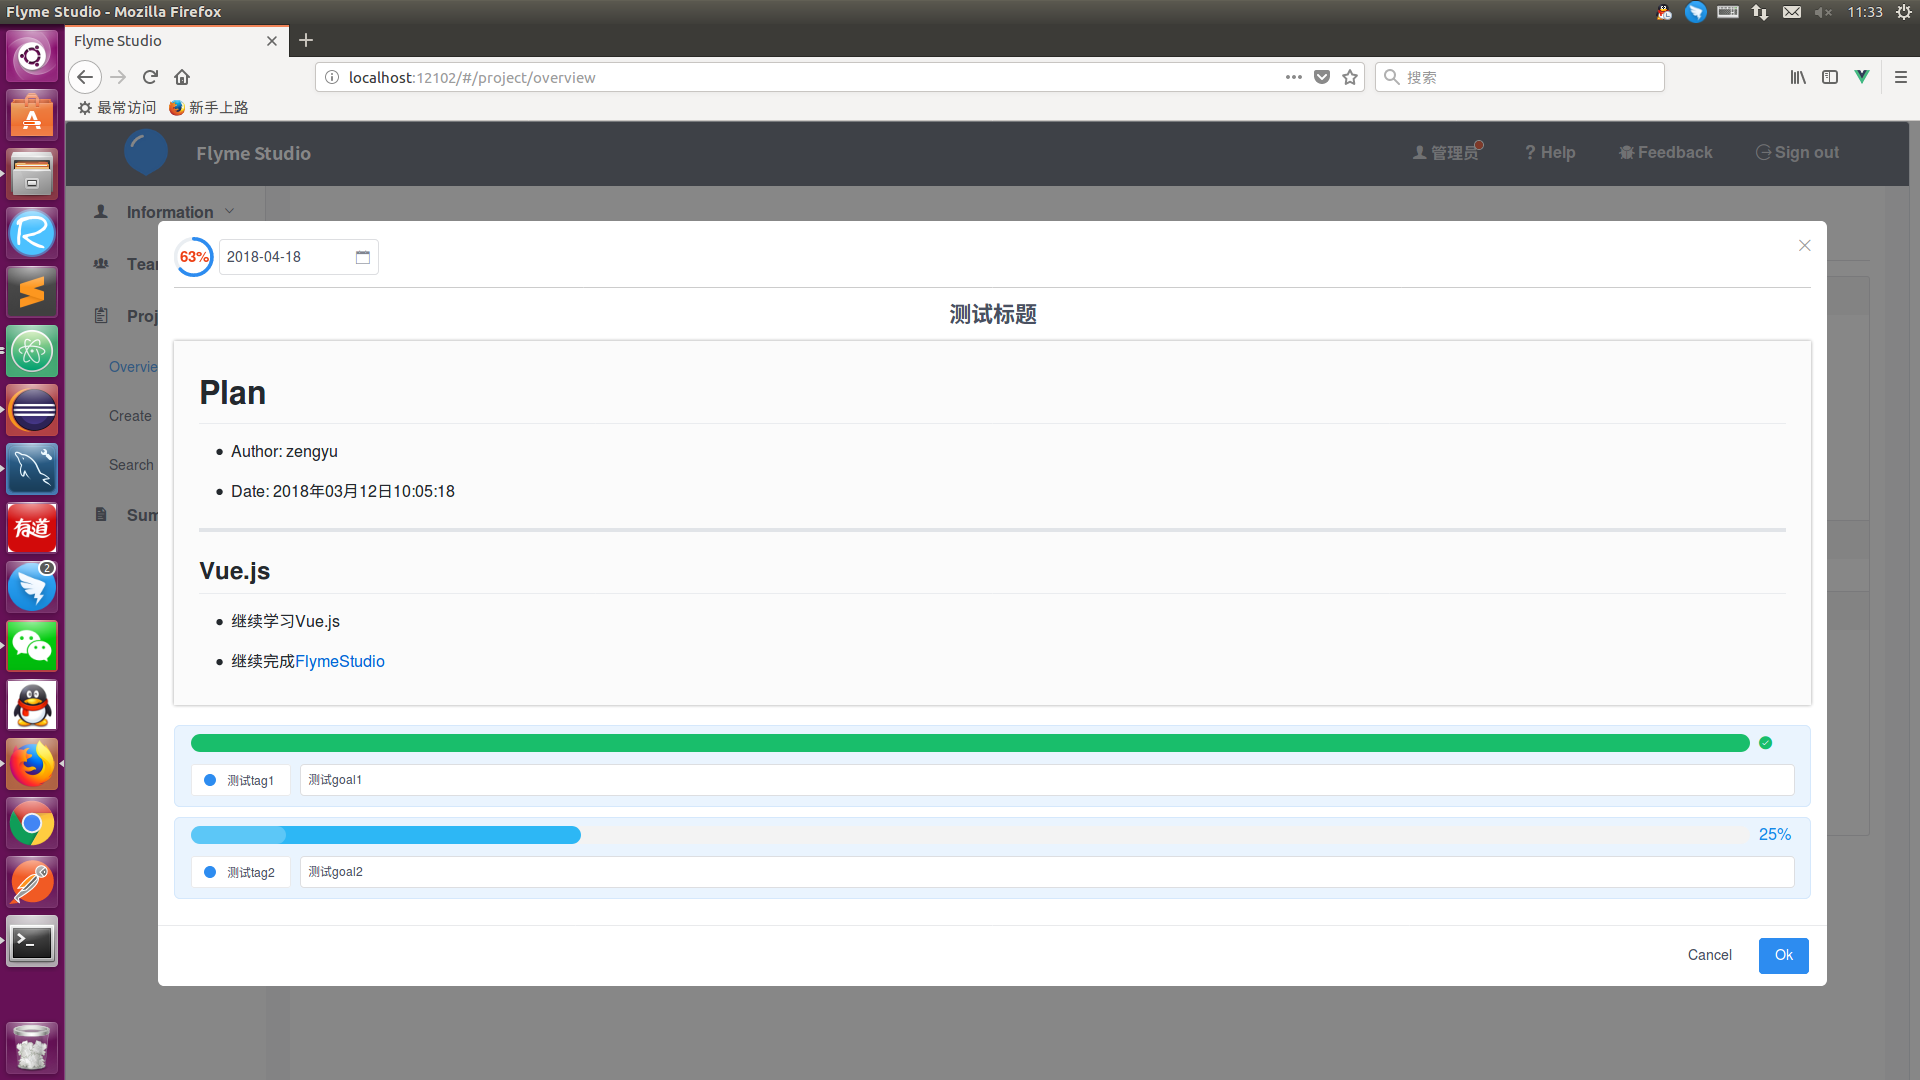 Flyme Studio - Mozilla Firefox
11:33
Flyme Studio
localhost:12102/#/project/overview
搜索
最常访问
新手上路
Flyme Studio
管理员
Help
Feedback
Sign out
Information
63%
2018-04-18
Tea
测试标题
Proj
Overvie
Create
Search
Sum
Plan
Author: zengyu
Date: 2018年03月12日10:05:18
Vue.js
继续学习Vue.js
继续完成FlymeStudio
测试tag1
测试goal1
25%
测试tag2
测试goal2
Cancel
Ok
有道
2